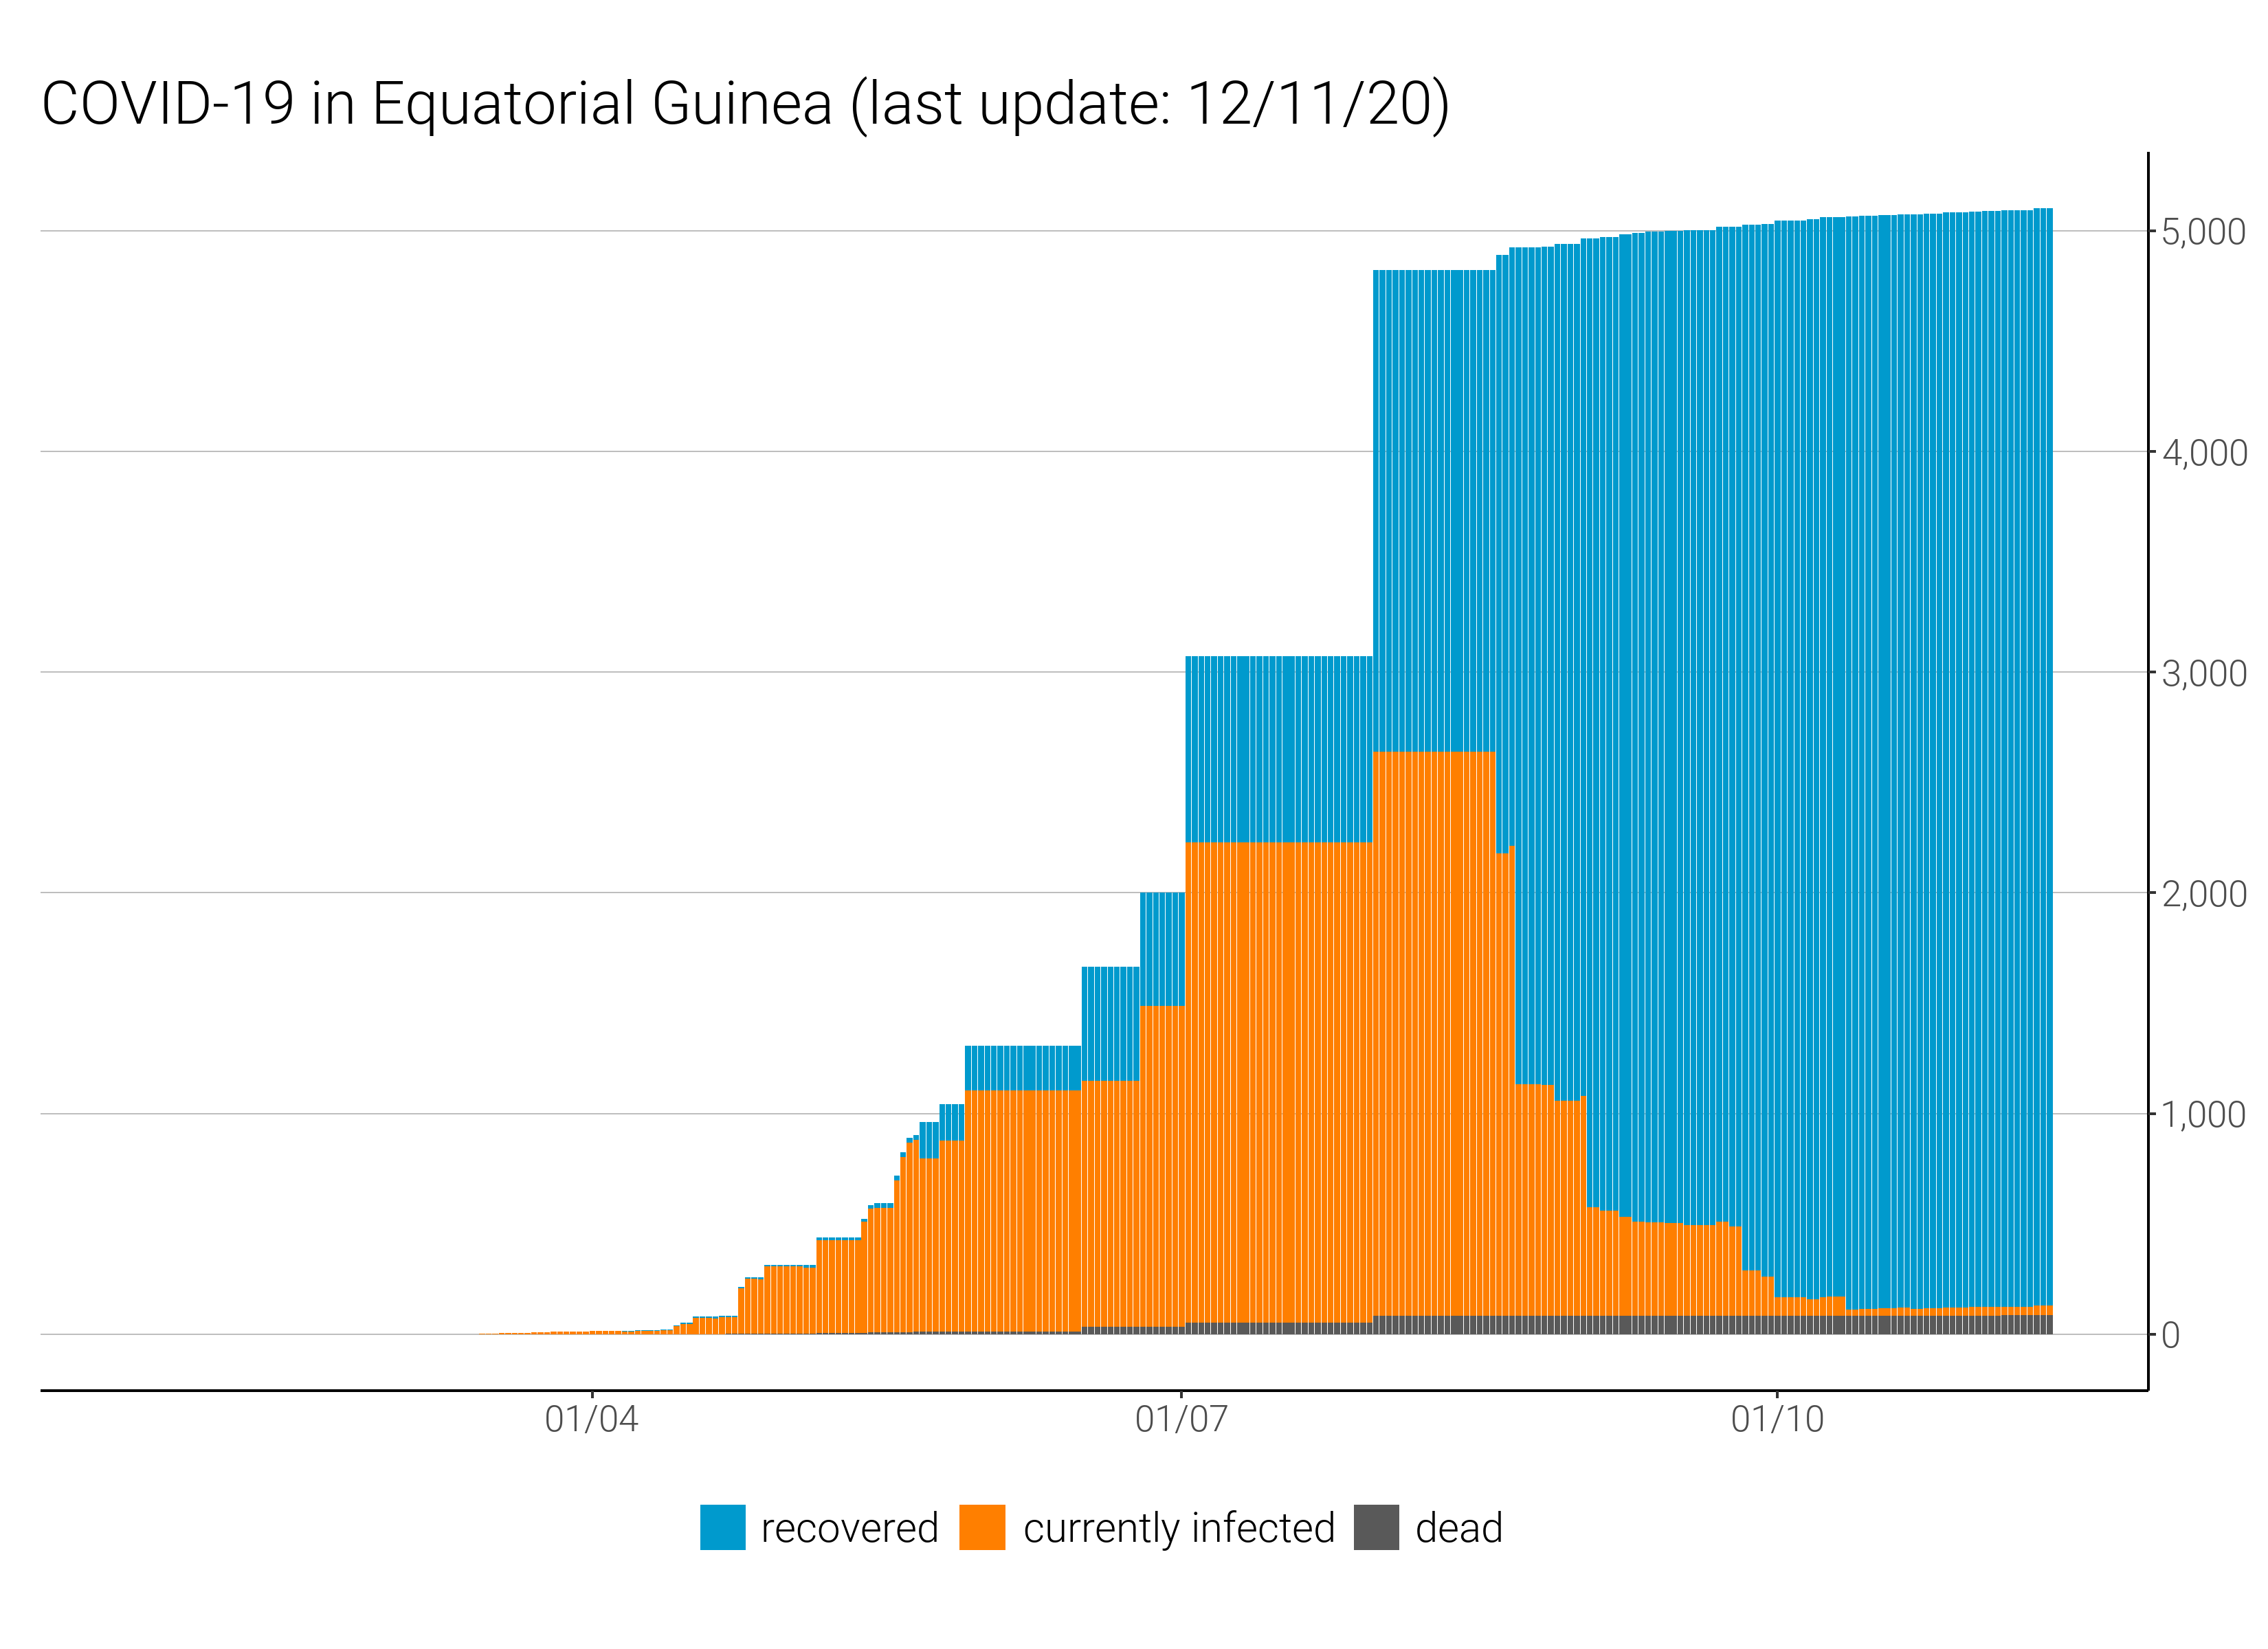 COVID-19 in Equatorial Guinea (last update: 12/11/20)
5,000
4,000
3,000
2,000
1,000
0
01/04 01/07 01/10
recovered currently infected dead